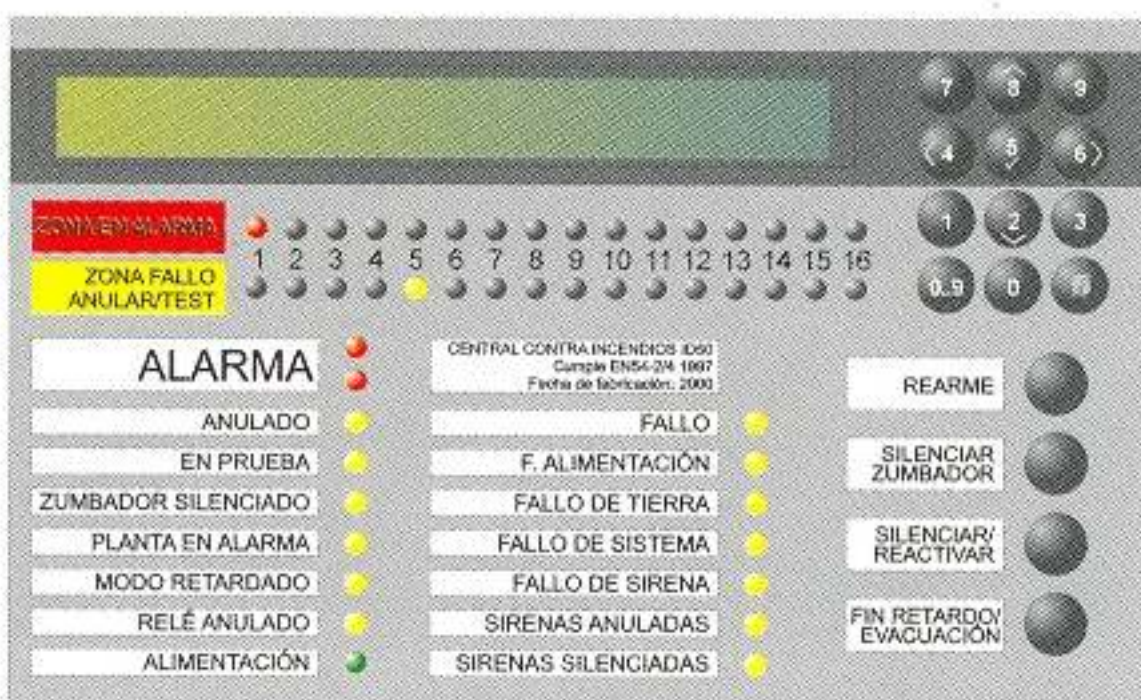 7 8 9
4 5 6
ZONA EN ALARMA
1 2 3
1 2 3 4 5 6 7 8 9 10 11 12 13 14 15 16
ZONA FALLO
ANULAR/TEST
0..9 0
ALARMA
CENTRAL CONTRA INCENDIOS ID50
Cumple EN54-2/4 1997
Fecha de fabricación: 2000
REARME
ANULADO
FALLO
EN PRUEBA
F. ALIMENTACIÓN
SILENCIAR
ZUMBADOR
ZUMBADOR SILENCIADO
FALLO DE TIERRA
PLANTA EN ALARMA
FALLO DE SISTEMA
SILENCIAR/
REACTIVAR
MODO RETARDADO
FALLO DE SIRENA
RELÉ ANULADO
SIRENAS ANULADAS
FIN RETARDO/
EVACUACIÓN
ALIMENTACIÓN
SIRENAS SILENCIADAS